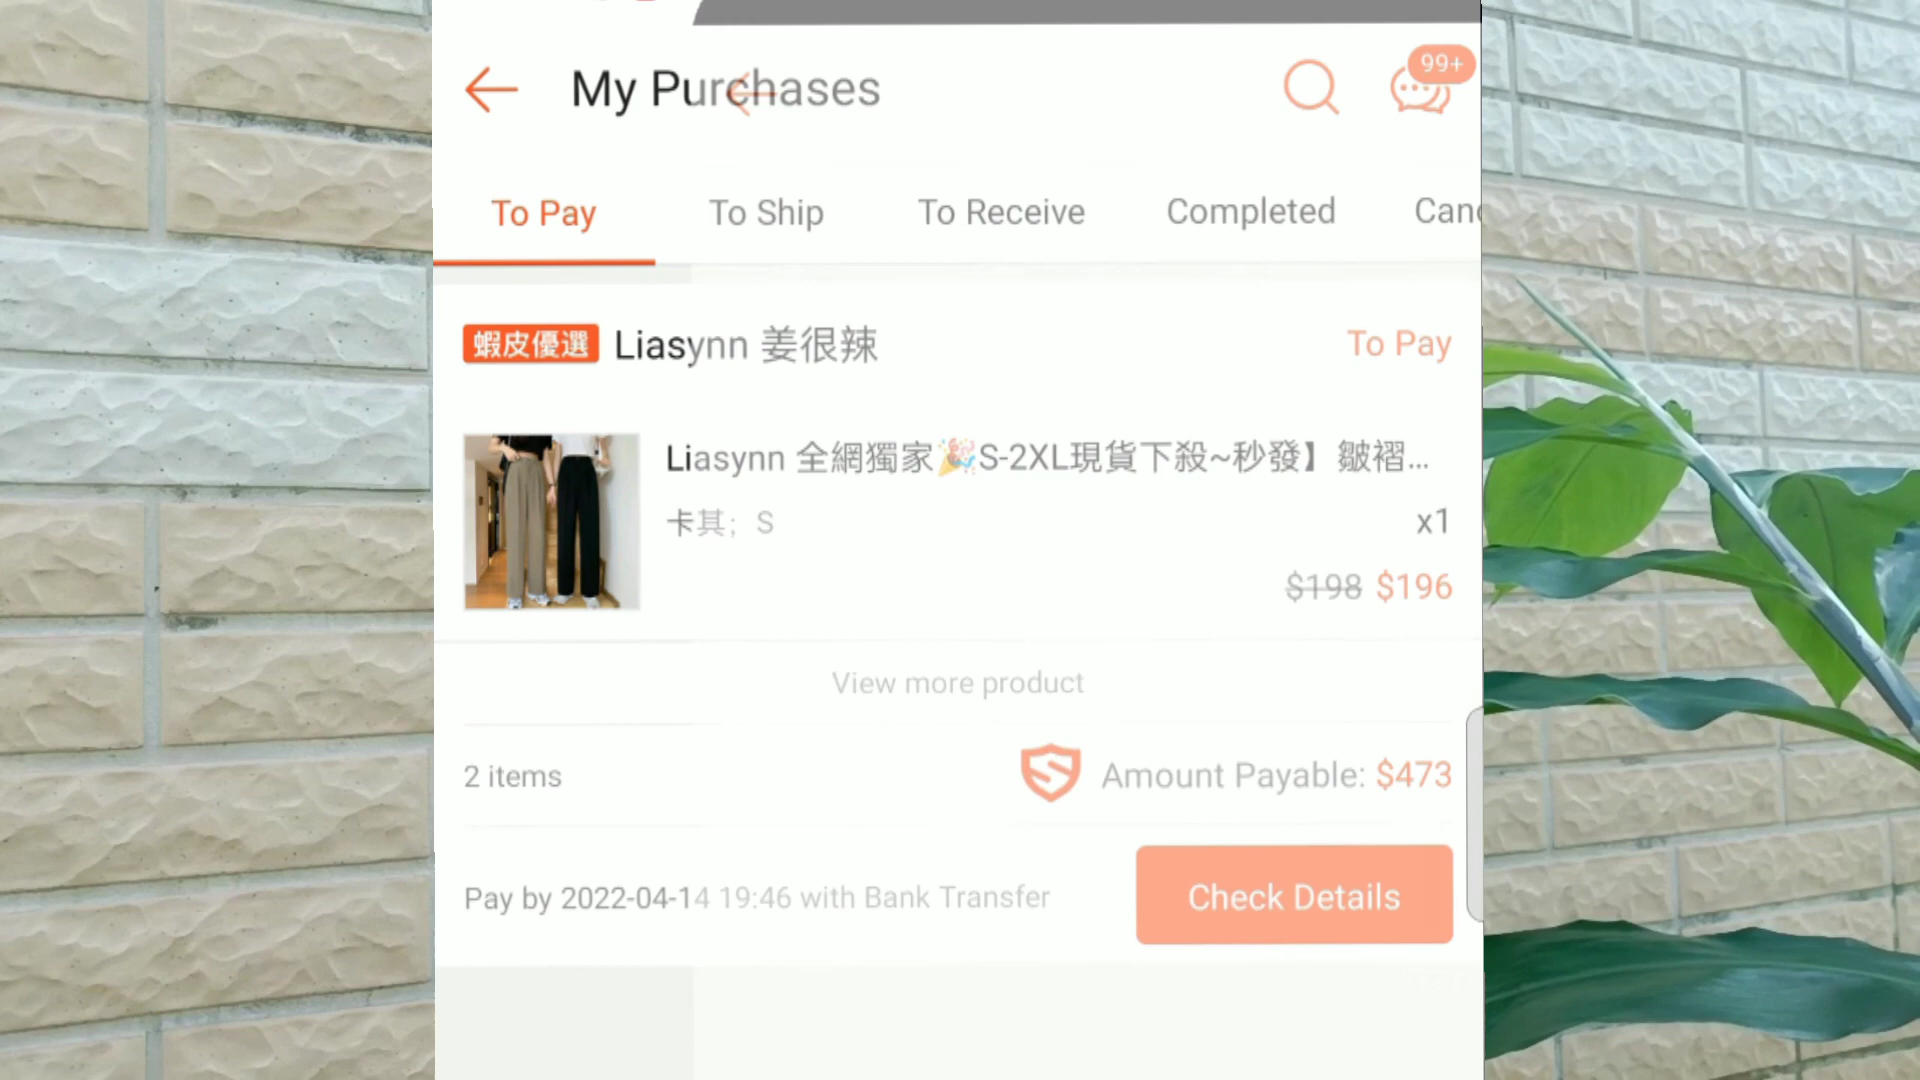 My Purchases
99+
To Pay
To Ship
To Receive
Completed
Canc
蝦皮優選
Liasynn 姜很辣
To Pay
Liasynn 全網獨家🎉S-2XL現貨下殺~秒發】皺褶...
卡其; S
x1
$198 $196
View more product
2 items
Amount Payable: $473
Pay by 2022-04-14 19:46 with Bank Transfer
Check Details